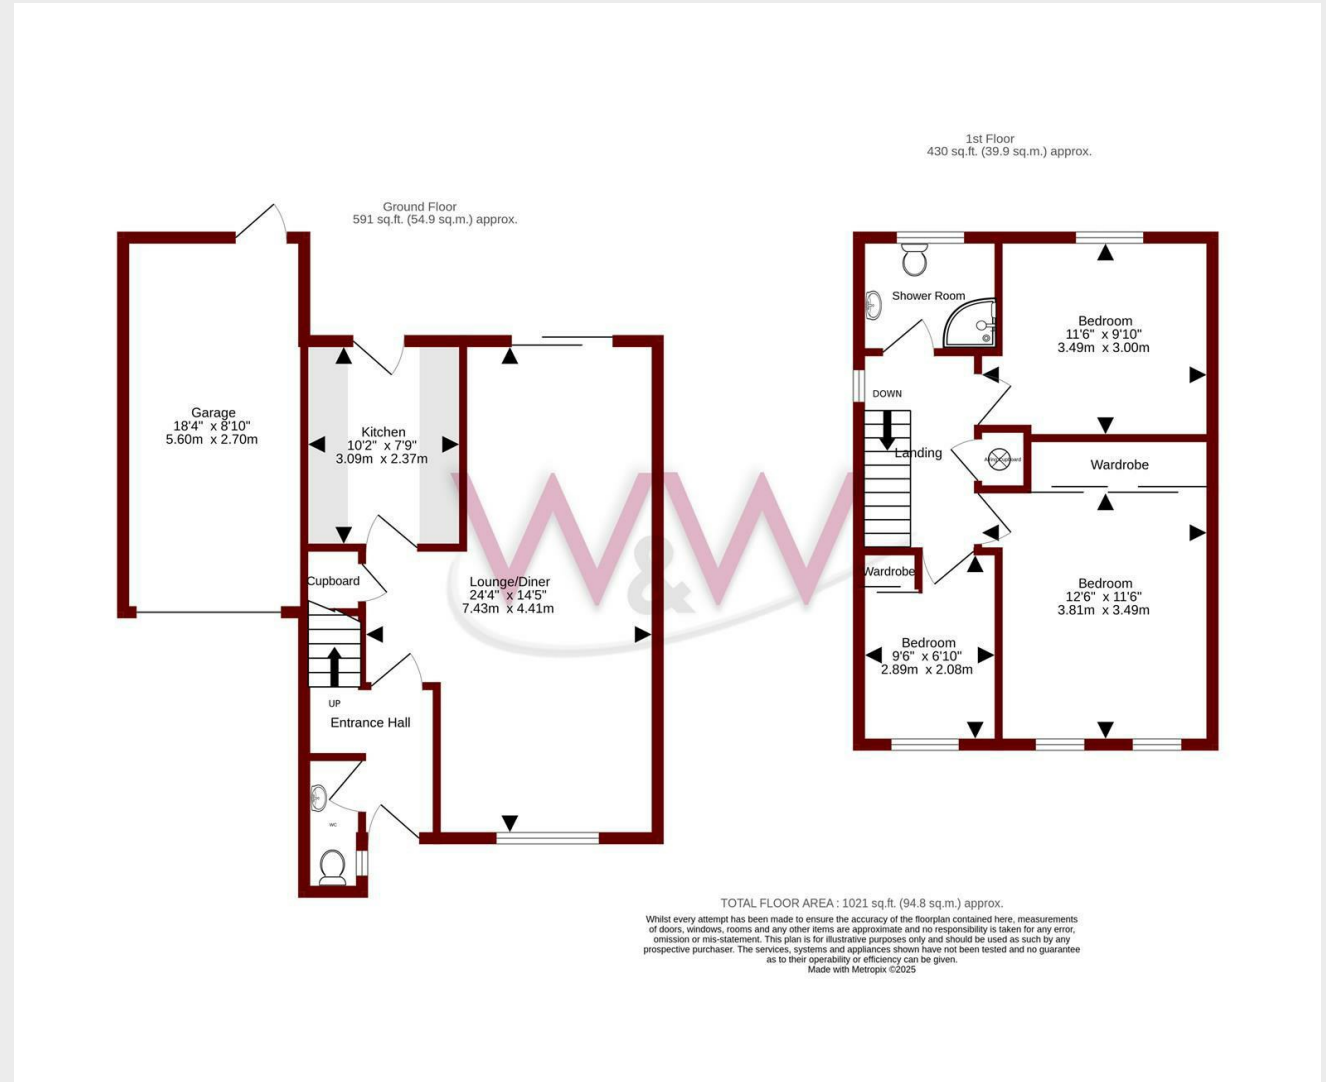 1st Floor
430 sq.ft. (39.9 sq.m.) approx.
Ground Floor
591 sq.ft. (54.9 sq.m.) approx.
Garage
18'4" x 8'10"
5.60m x 2.70m
Kitchen
10'2" x 7'9"
3.09m x 2.37m
Cupboard
Lounge/Diner
24'4" x 14'5"
7.43m x 4.41m
UP
Entrance Hall
WC
W&W
Shower Room
Bedroom
11'6" x 9'10"
3.49m x 3.00m
DOWN
Landing
Airing Cupboard
Wardrobe
Wardrobe
Bedroom
12'6" x 11'6"
3.81m x 3.49m
Bedroom
9'6" x 6'10"
2.89m x 2.08m
TOTAL FLOOR AREA : 1021 sq.ft. (94.8 sq.m.) approx.
Whilst every attempt has been made to ensure the accuracy of the floorplan contained here, measurements
of doors, windows, rooms and any other items are approximate and no responsibility is taken for any error,
omission or mis-statement. This plan is for illustrative purposes only and should be used as such by any
prospective purchaser. The services, systems and appliances shown have not been tested and no guarantee
as to their operability or efficiency can be given.
Made with Metropix ©2025